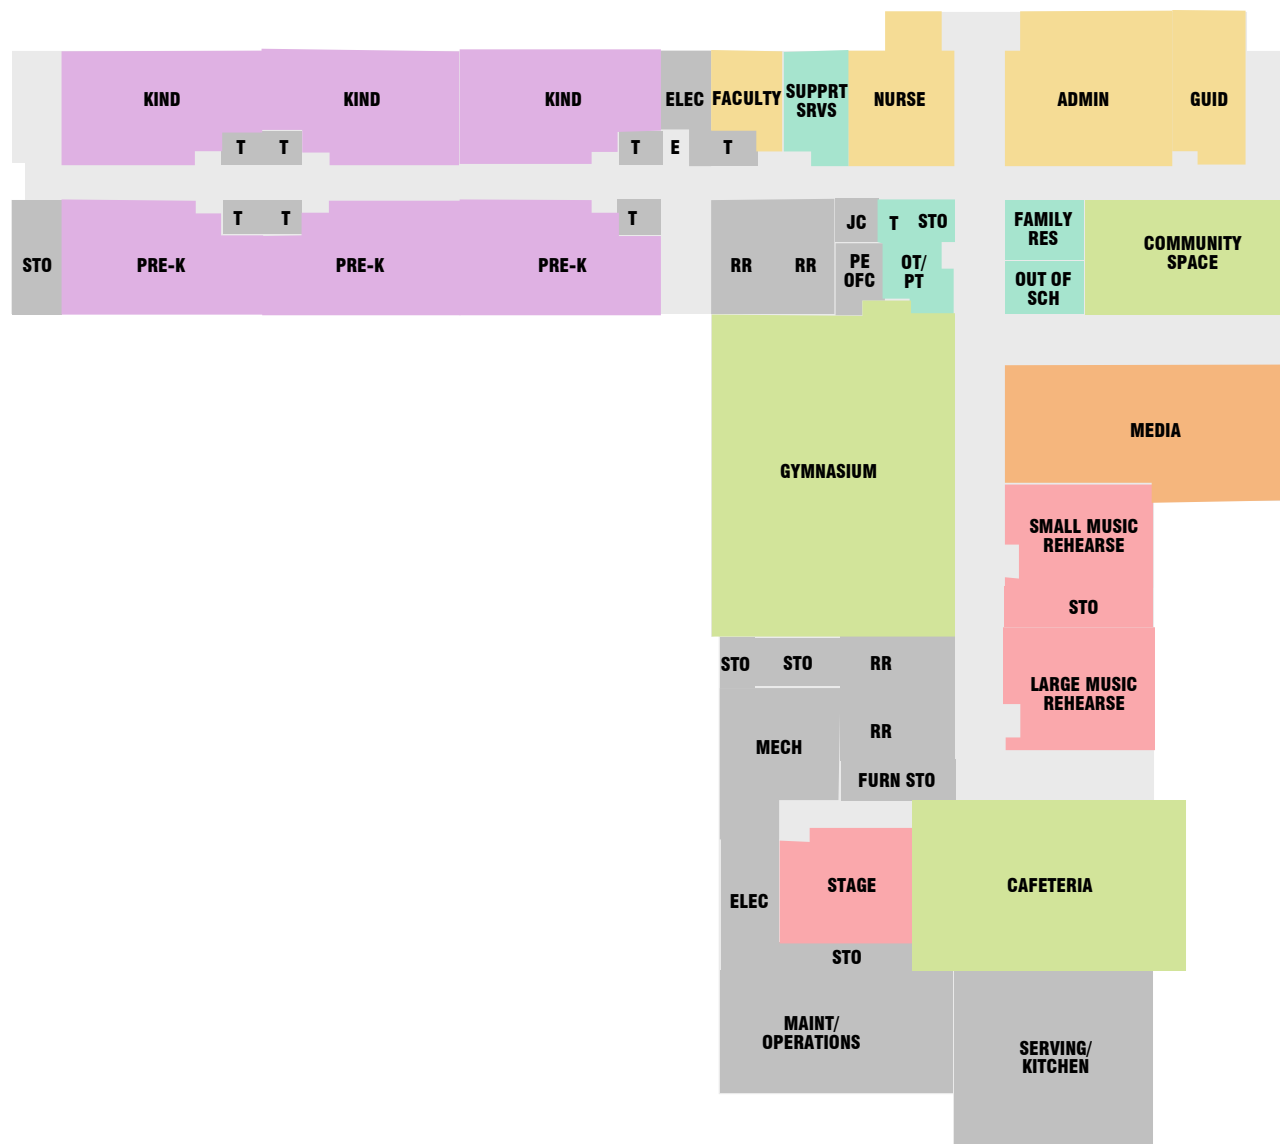 KIND
KIND
KIND
ELEC
FACULTY
SUPPRT
SRVS
NURSE
ADMIN
GUID
T
T
T
E
T
STO
PRE-K
T
T
PRE-K
PRE-K
T
RR
RR
JC
PE
OFC
T
STO
OT/
PT
FAMILY
RES
OUT OF
SCH
COMMUNITY
SPACE
GYMNASIUM
MEDIA
SMALL MUSIC
REHEARSE
STO
LARGE MUSIC
REHEARSE
STO
STO
RR
RR
MECH
FURN STO
ELEC
STAGE
CAFETERIA
STO
MAINT/
OPERATIONS
SERVING/
KITCHEN